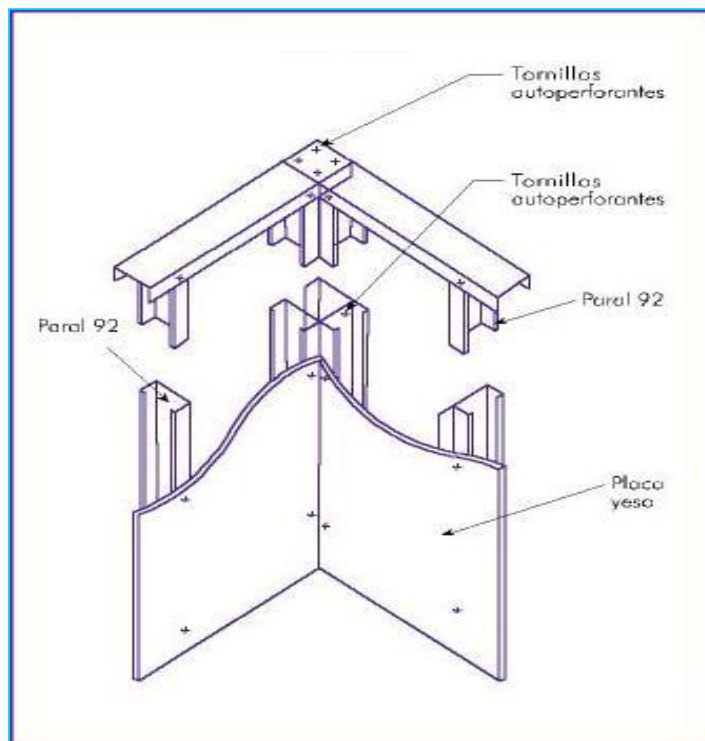 Tornillos
autoperforantes
Tornillos
autoperforantes
Paral 92
Paral 92
Placa
yeso